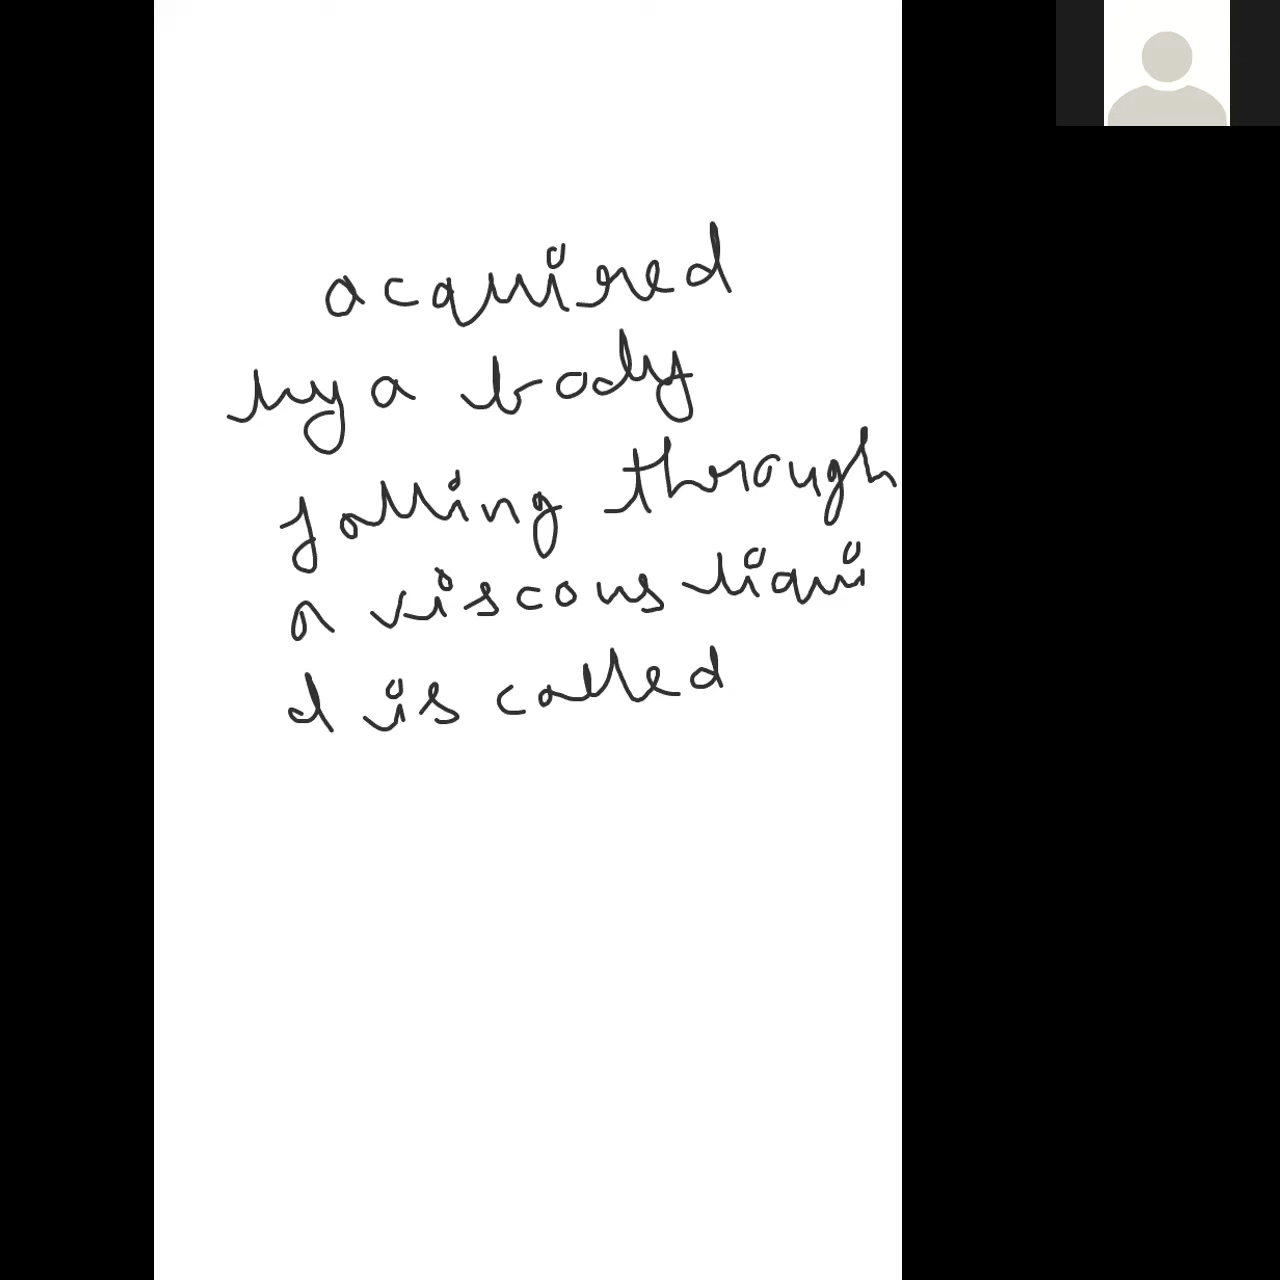 acquired
by a body
falling through
a viscous liqui
d is called